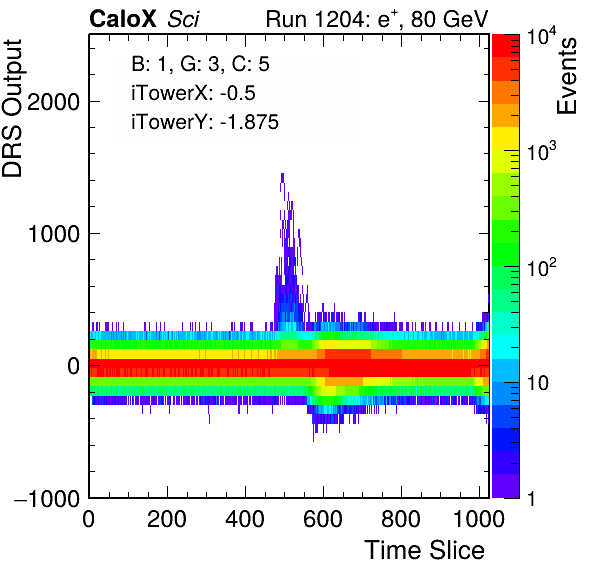 CaloX Sci Run 1204: e⁺, 80 GeV
B: 1, G: 3, C: 5
iTowerX: -0.5
iTowerY: -1.875
DRS Output
2000
1000
0
−1000
0 200 400 600 800 1000
Time Slice
10⁴
10³
10²
10
1
Events